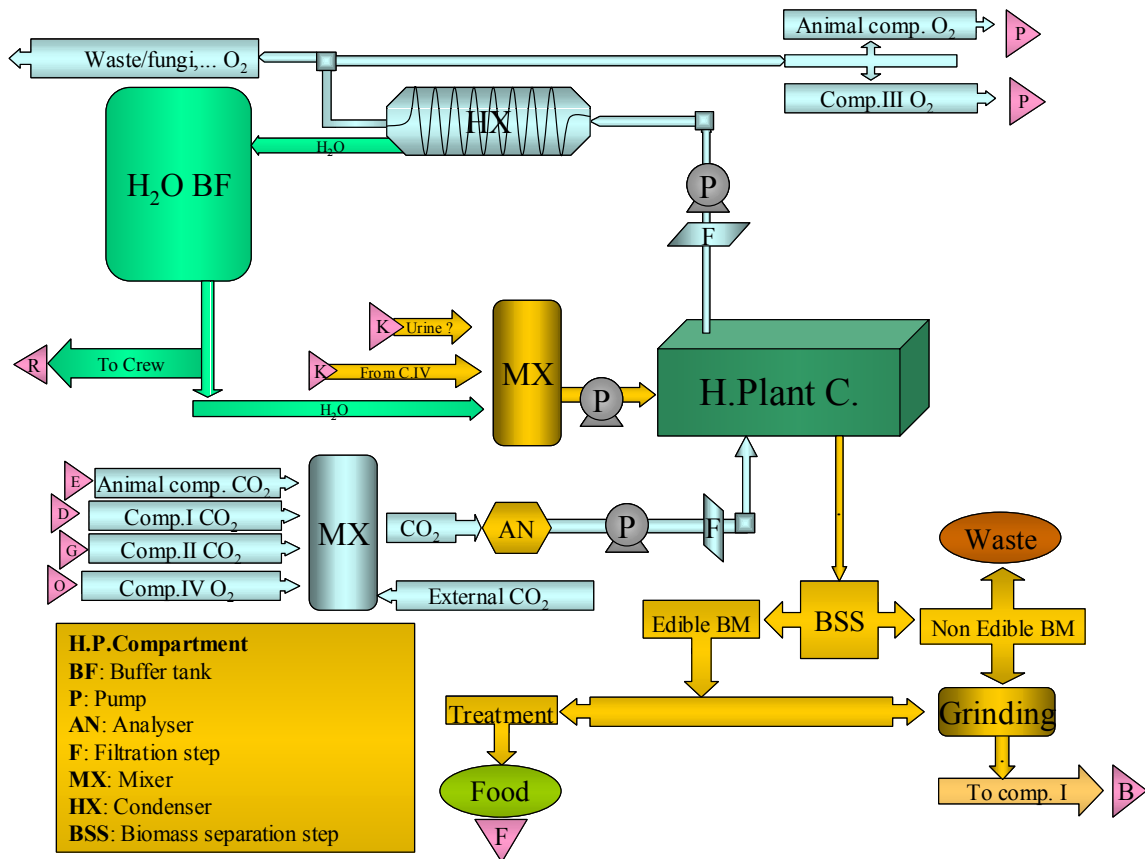 Animal comp. O₂
P
Waste/fungi,... O₂
Comp.III O₂
P
HX
H₂O
P
H₂O BF
F
K
Urine ?
R
To Crew
K
From C.IV
MX
P
H.Plant C.
H₂O
E
Animal comp. CO₂
D
Comp.I CO₂
G
Comp.II CO₂
O
Comp.IV O₂
MX
CO₂
AN
P
F
External CO₂
Waste
Edible BM
BSS
Non Edible BM
H.P.Compartment
BF: Buffer tank
P: Pump
AN: Analyser
F: Filtration step
MX: Mixer
HX: Condenser
BSS: Biomass separation step
Treatment
Grinding
Food
F
To comp. I
B